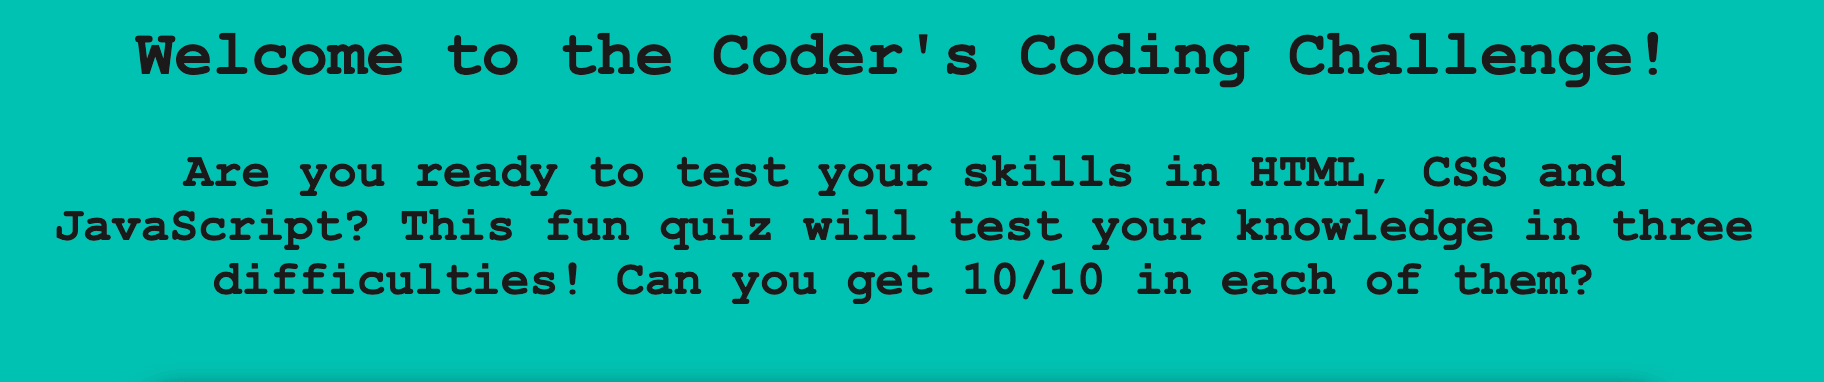 Welcome to the Coder's Coding Challenge!
Are you ready to test your skills in HTML, CSS and
JavaScript? This fun quiz will test your knowledge in three
difficulties! Can you get 10/10 in each of them?